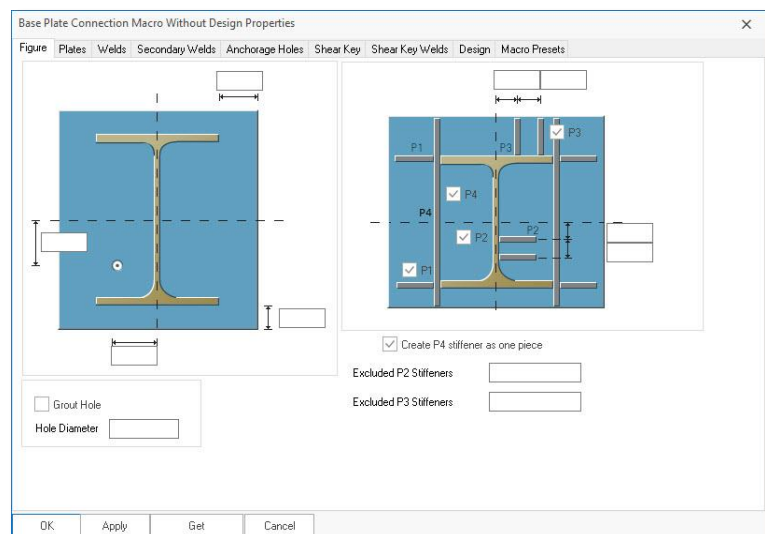 Base Plate Connection Macro Without Design Properties
Figure Plates Welds Secondary Welds Anchorage Holes Shear Key Shear Key Welds Design Macro Presets
P3
P1 P3
P4
P4
P2 P2
P1
Create P4 stiffener as one piece
Excluded P2 Stiffeners
Excluded P3 Stiffeners
Grout Hole
Hole Diameter
OK Apply Get Cancel